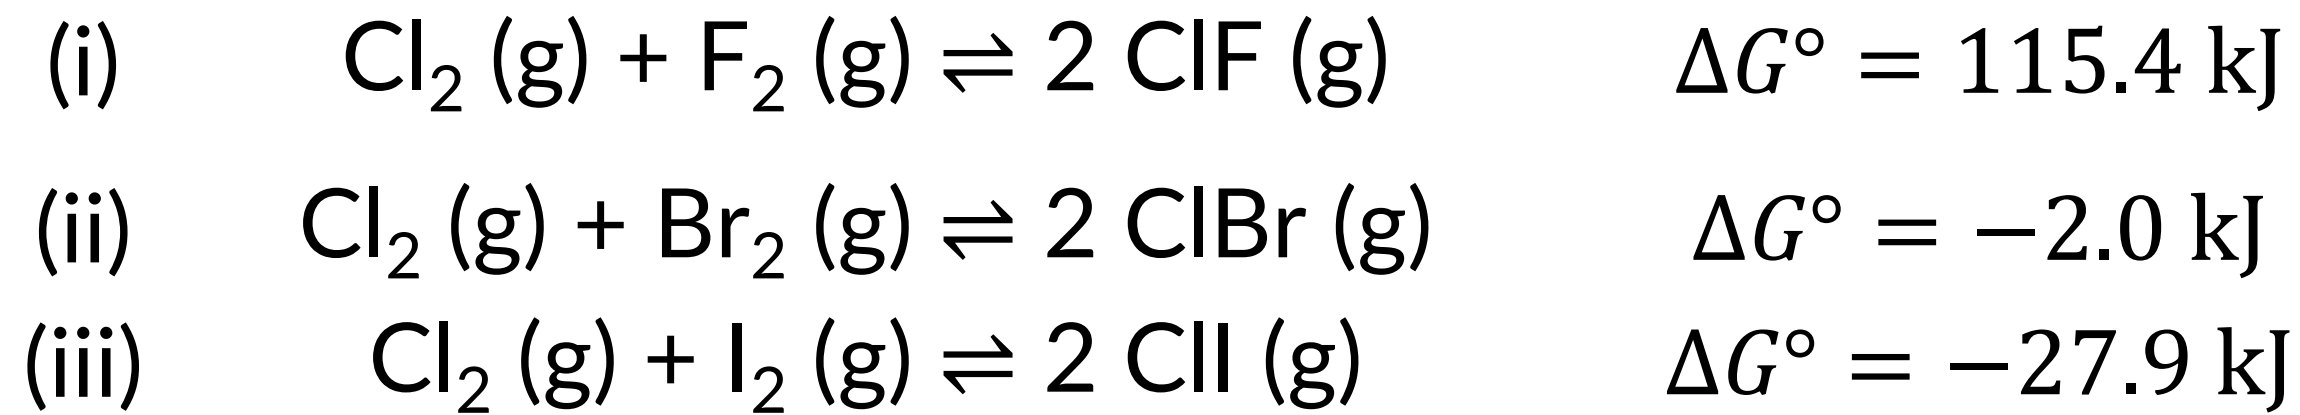 (i) Cl₂ (g) + F₂ (g) ⇌ 2 ClF (g) Δ𝐺° = 115.4 kJ
(ii) Cl₂ (g) + Br₂ (g) ⇌ 2 ClBr (g) Δ𝐺° = −2.0 kJ
(iii) Cl₂ (g) + I₂ (g) ⇌ 2 ClI (g) Δ𝐺° = −27.9 kJ